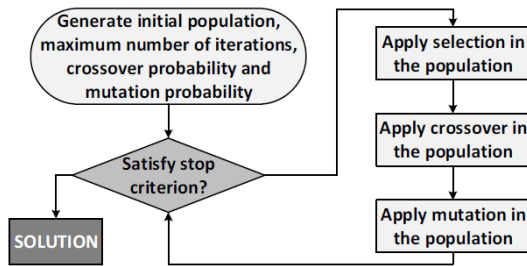 Generate initial population,
maximum number of iterations,
crossover probability and
mutation probability
Satisfy stop
criterion?
SOLUTION
Apply selection in
the population
Apply crossover in
the population
Apply mutation in
the population